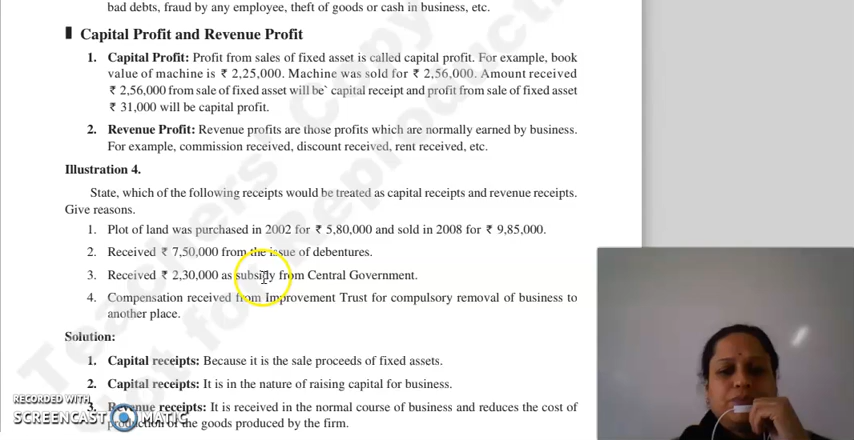 bad debts, fraud by any employee, theft of goods or cash in business, etc.
Capital Profit and Revenue Profit
1. Capital Profit: Profit from sales of fixed asset is called capital profit. For example, book
value of machine is ₹ 2,25,000. Machine was sold for ₹ 2,56,000. Amount received
₹ 2,56,000 from sale of fixed asset will be` capital receipt and profit from sale of fixed asset
₹ 31,000 will be capital profit.
2. Revenue Profit: Revenue profits are those profits which are normally earned by business.
For example, commission received, discount received, rent received, etc.
Illustration 4.
State, which of the following receipts would be treated as capital receipts and revenue receipts.
Give reasons.
1. Plot of land was purchased in 2002 for ₹ 5,80,000 and sold in 2008 for ₹ 9,85,000.
2. Received ₹ 7,50,000 from the issue of debentures.
3. Received ₹ 2,30,000 as subsidy from Central Government.
4. Compensation received from Improvement Trust for compulsory removal of business to
another place.
Solution:
1. Capital receipts: Because it is the sale proceeds of fixed assets.
2. Capital receipts: It is in the nature of raising capital for business.
3. Revenue receipts: It is received in the normal course of business and reduces the cost of
production of the goods produced by the firm.
RECORDED WITH
SCREENCAST MATIC
Teachers' Copy
Not for Reproduction